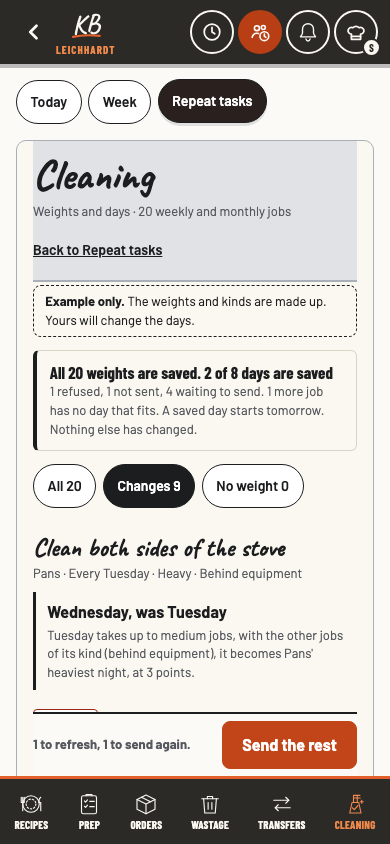 KB
LEICHHARDT
S
Today
Week
Repeat tasks
Cleaning
Weights and days · 20 weekly and monthly jobs
Back to Repeat tasks
Example only. The weights and kinds are made up.
Yours will change the days.
All 20 weights are saved. 2 of 8 days are saved
1 refused, 1 not sent, 4 waiting to send. 1 more job
has no day that fits. A saved day starts tomorrow.
Nothing else has changed.
All 20
Changes 9
No weight 0
Clean both sides of the stove
Pans · Every Tuesday · Heavy · Behind equipment
Wednesday, was Tuesday
Tuesday takes up to medium jobs, with the other jobs
of its kind (behind equipment), it becomes Pans'
heaviest night, at 3 points.
1 to refresh, 1 to send again.
Send the rest
RECIPES
PREP
ORDERS
WASTAGE
TRANSFERS
CLEANING